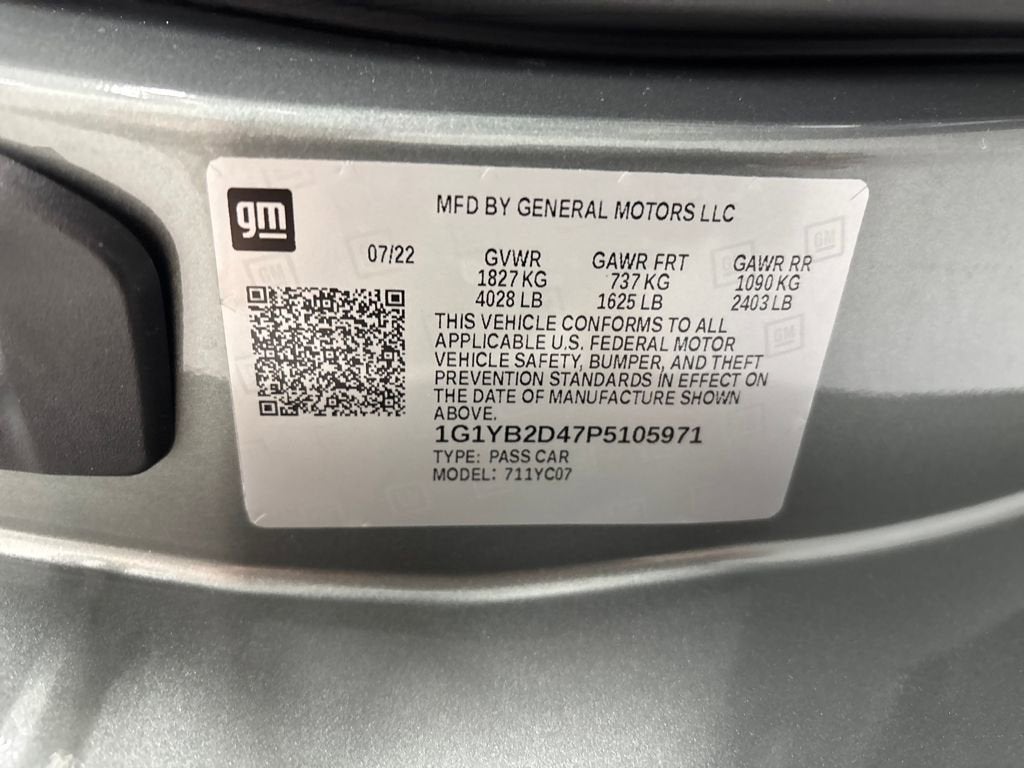 gm
MFD BY GENERAL MOTORS LLC
07/22
GVWR GAWR FRT GAWR RR
1827 KG 737 KG 1090 KG
4028 LB 1625 LB 2403 LB
THIS VEHICLE CONFORMS TO ALL
APPLICABLE U.S. FEDERAL MOTOR
VEHICLE SAFETY, BUMPER, AND THEFT
PREVENTION STANDARDS IN EFFECT ON
THE DATE OF MANUFACTURE SHOWN
ABOVE.
1G1YB2D47P5105971
TYPE: PASS CAR
MODEL: 711YC07